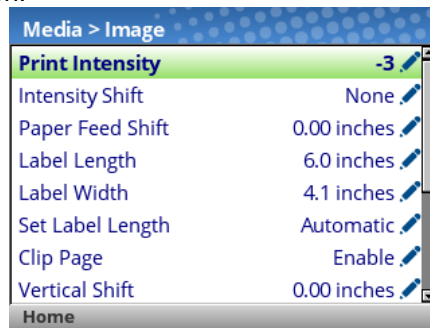 Media > Image
Print Intensity -3
Intensity Shift None
Paper Feed Shift 0.00 inches
Label Length 6.0 inches
Label Width 4.1 inches
Set Label Length Automatic
Clip Page Enable
Vertical Shift 0.00 inches
Home